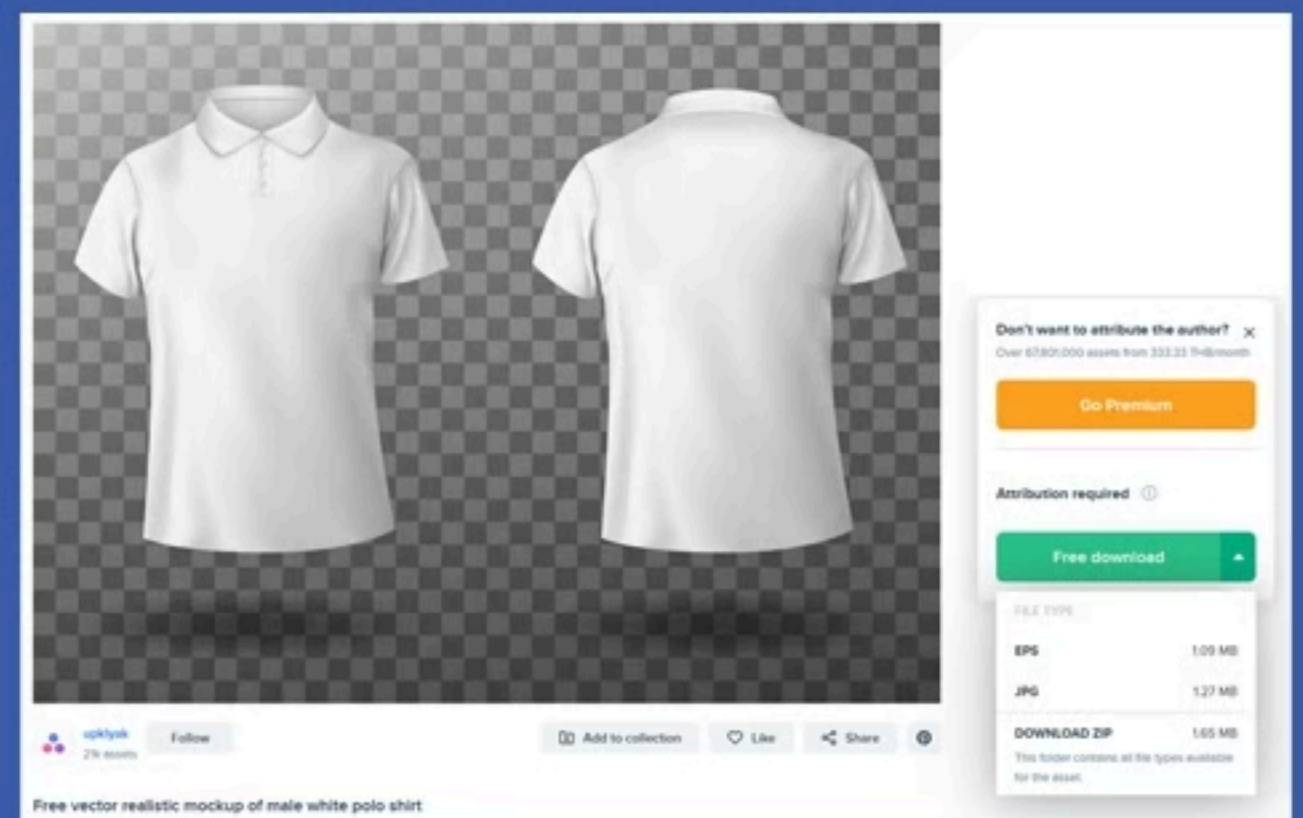 Don't want to attribute the author?
Over 67,801,000 assets from 333.33 THB/month
Go Premium
Attribution required
Free download
FILE TYPE
EPS 1.09 MB
JPG 1.27 MB
DOWNLOAD ZIP 1.65 MB
This folder contains all file types available
for the asset.
upklyak
21k assets
Follow
Add to collection
Like
Share
Free vector realistic mockup of male white polo shirt